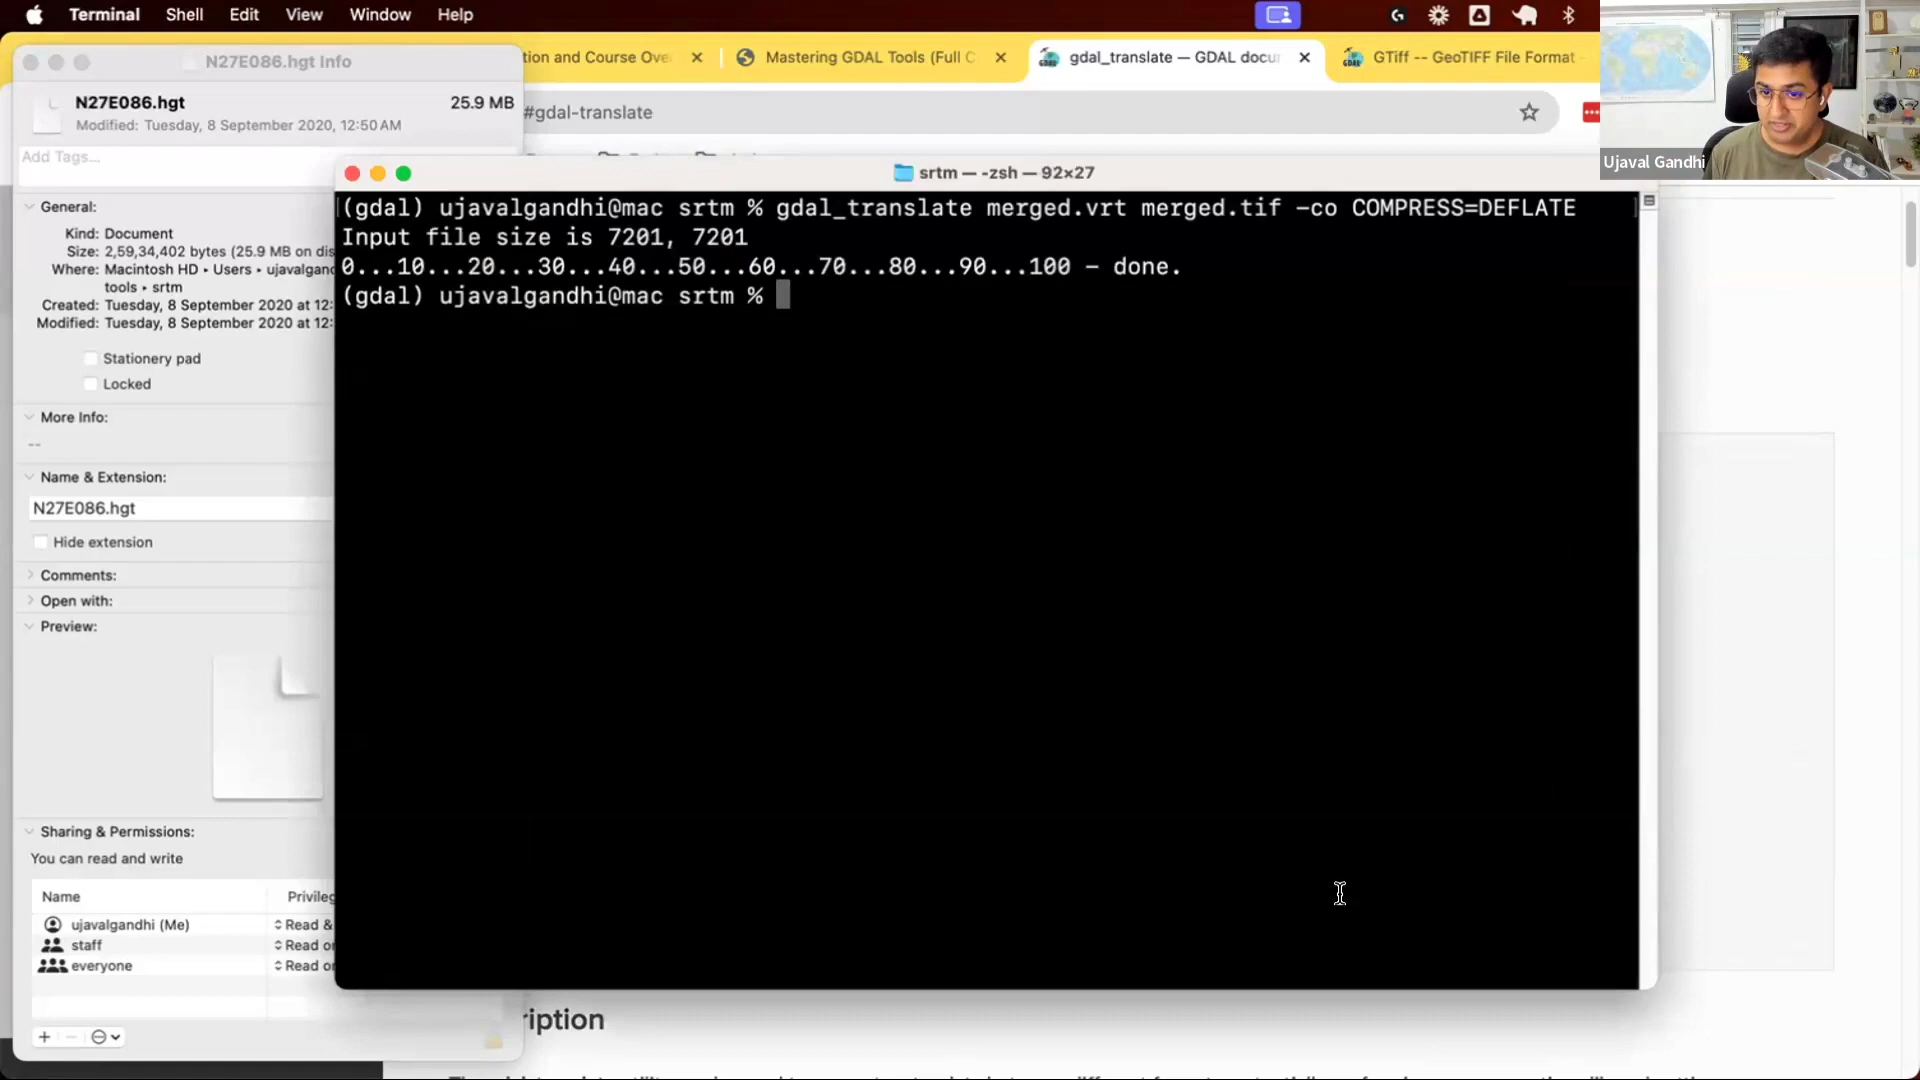 Terminal Shell Edit View Window Help
N27E086.hgt Info
tion and Course Ove
Mastering GDAL Tools (Full C
gdal_translate — GDAL docu
GTiff -- GeoTIFF File Format
N27E086.hgt 25.9 MB
Modified: Tuesday, 8 September 2020, 12:50 AM
#gdal-translate
Add Tags...
Ujaval Gandhi
srtm — -zsh — 92×27
(gdal) ujavalgandhi@mac srtm % gdal_translate merged.vrt merged.tif -co COMPRESS=DEFLATE
Input file size is 7201, 7201
0...10...20...30...40...50...60...70...80...90...100 - done.
(gdal) ujavalgandhi@mac srtm %
General:
Kind: Document
Size: 2,59,34,402 bytes (25.9 MB on dis
Where: Macintosh HD ▸ Users ▸ ujavalgand
tools ▸ srtm
Created: Tuesday, 8 September 2020 at 12:
Modified: Tuesday, 8 September 2020 at 12:
Stationery pad
Locked
More Info:
--
Name & Extension:
N27E086.hgt
Hide extension
Comments:
Open with:
Preview:
Sharing & Permissions:
You can read and write
Name Privileg
ujavalgandhi (Me) Read &
staff Read or
everyone Read or
ription